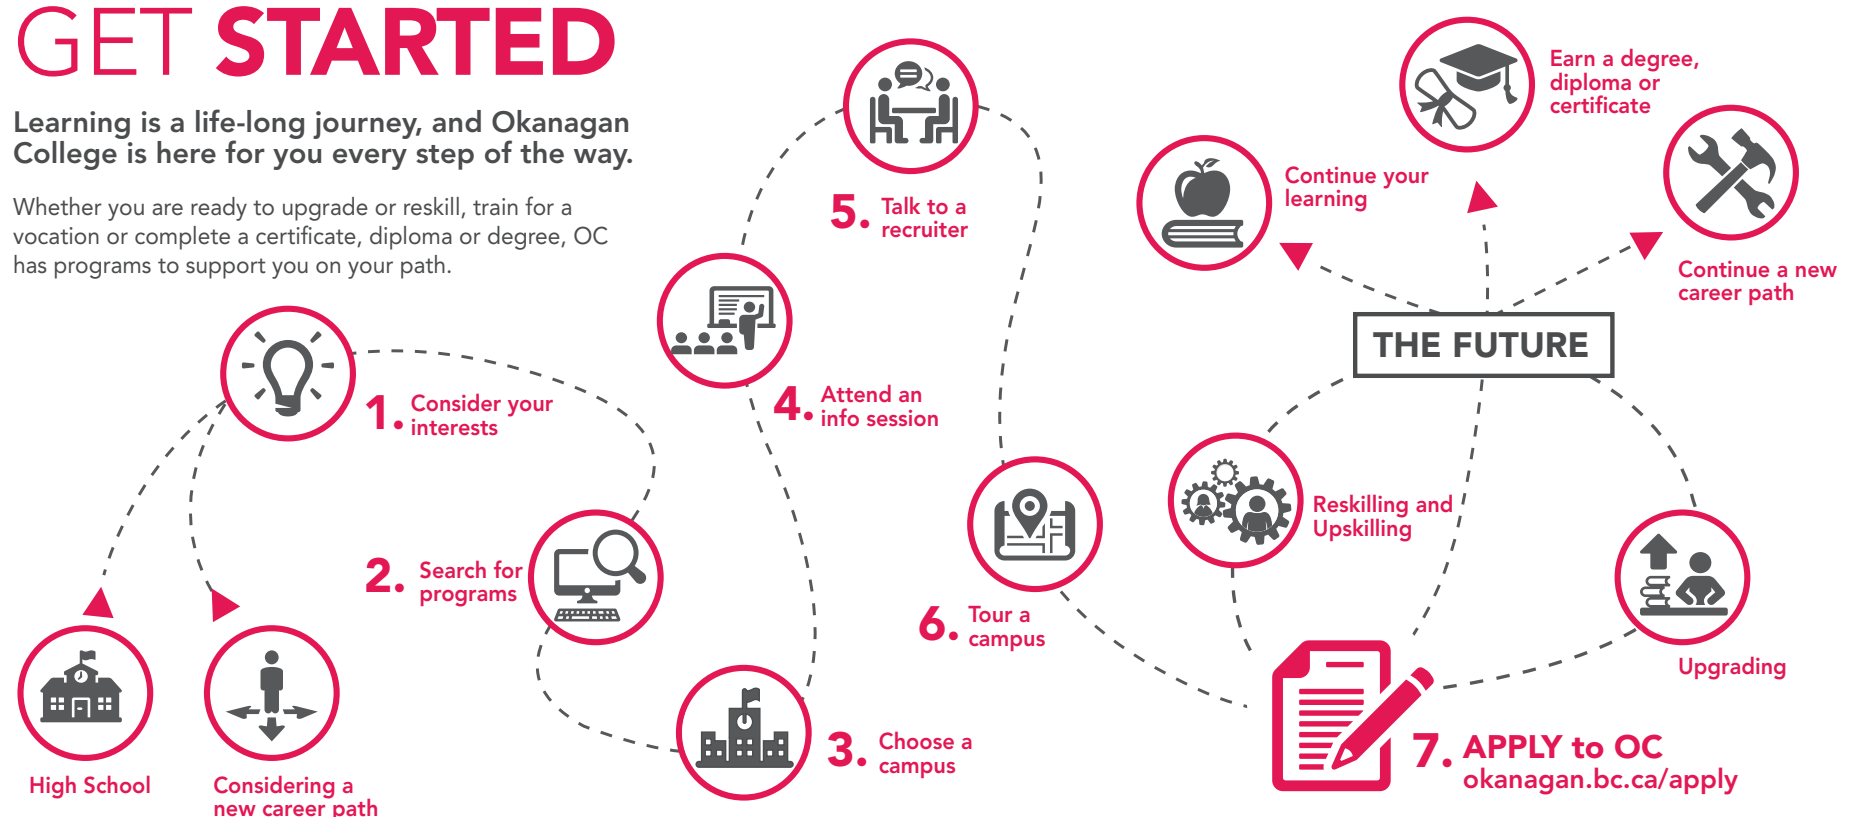 GET STARTED
Learning is a life-long journey, and Okanagan
College is here for you every step of the way.
Whether you are ready to upgrade or reskill, train for a
vocation or complete a certificate, diploma or degree, OC
has programs to support you on your path.
High School
Considering a
new career path
1. Consider your
interests
2. Search for
programs
3. Choose a
campus
4. Attend an
info session
5. Talk to a
recruiter
6. Tour a
campus
7. APPLY to OC
okanagan.bc.ca/apply
Reskilling and
Upskilling
Upgrading
THE FUTURE
Continue your
learning
Earn a degree,
diploma or
certificate
Continue a new
career path